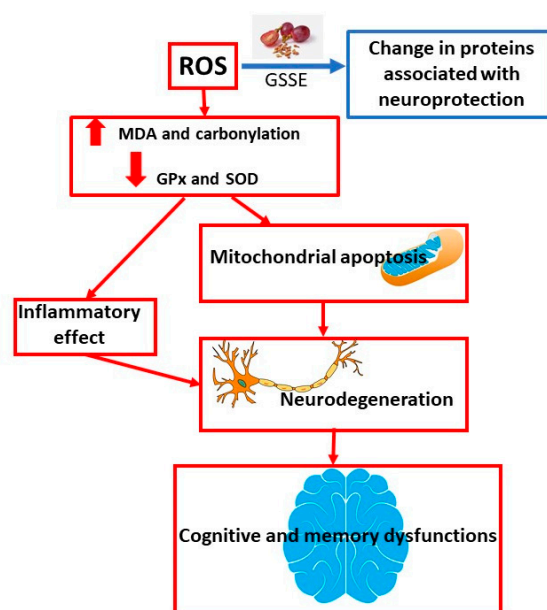 ROS
GSSE
Change in proteins
associated with
neuroprotection
MDA and carbonylation
GPx and SOD
Mitochondrial apoptosis
Inflammatory
effect
Neurodegeneration
Cognitive and memory dysfunctions